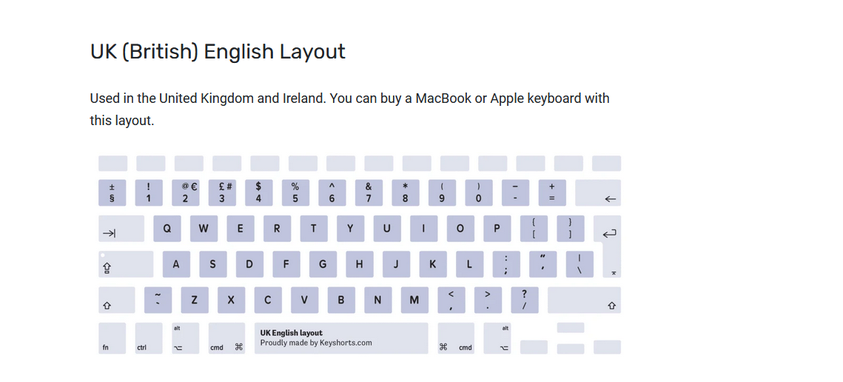 UK (British) English Layout
Used in the United Kingdom and Ireland. You can buy a MacBook or Apple keyboard with
this layout.
± ! @ € £ # $ % ^ & * ( ) _ +
§ 1 2 3 4 5 6 7 8 9 0 - = ←
→| Q W E R T Y U I O P { }
[ ]
A S D F G H J K L : " |
; ' \
~ Z X C V B N M < > ?
` , . /
alt alt
UK English layout
fn ctrl ⌥ cmd ⌘ Proudly made by Keyshorts.com ⌘ cmd ⌥